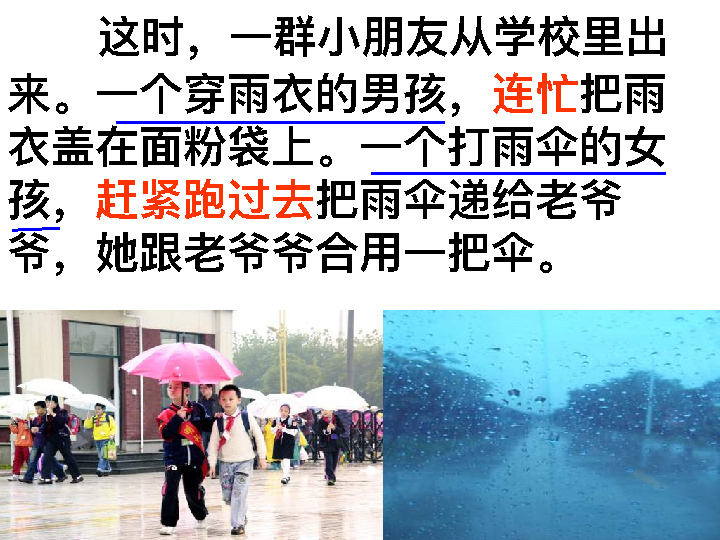 这时，一群小朋友从学校里出
来。一个穿雨衣的男孩，连忙把雨
衣盖在面粉袋上。一个打雨伞的女
孩，赶紧跑过去把雨伞递给老爷
爷，她跟老爷爷合用一把伞。